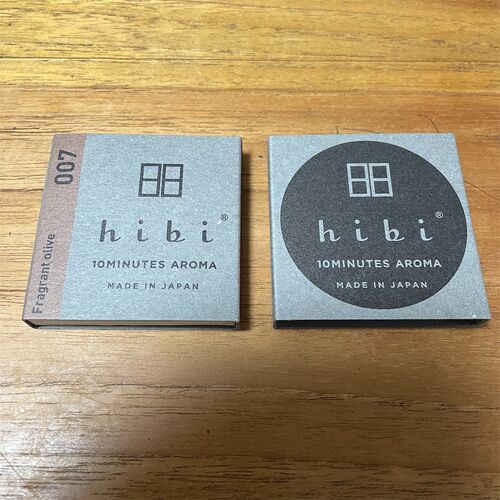 007
Fragrant olive
hibi®
10MINUTES AROMA
MADE IN JAPAN
hibi®
10MINUTES AROMA
MADE IN JAPAN